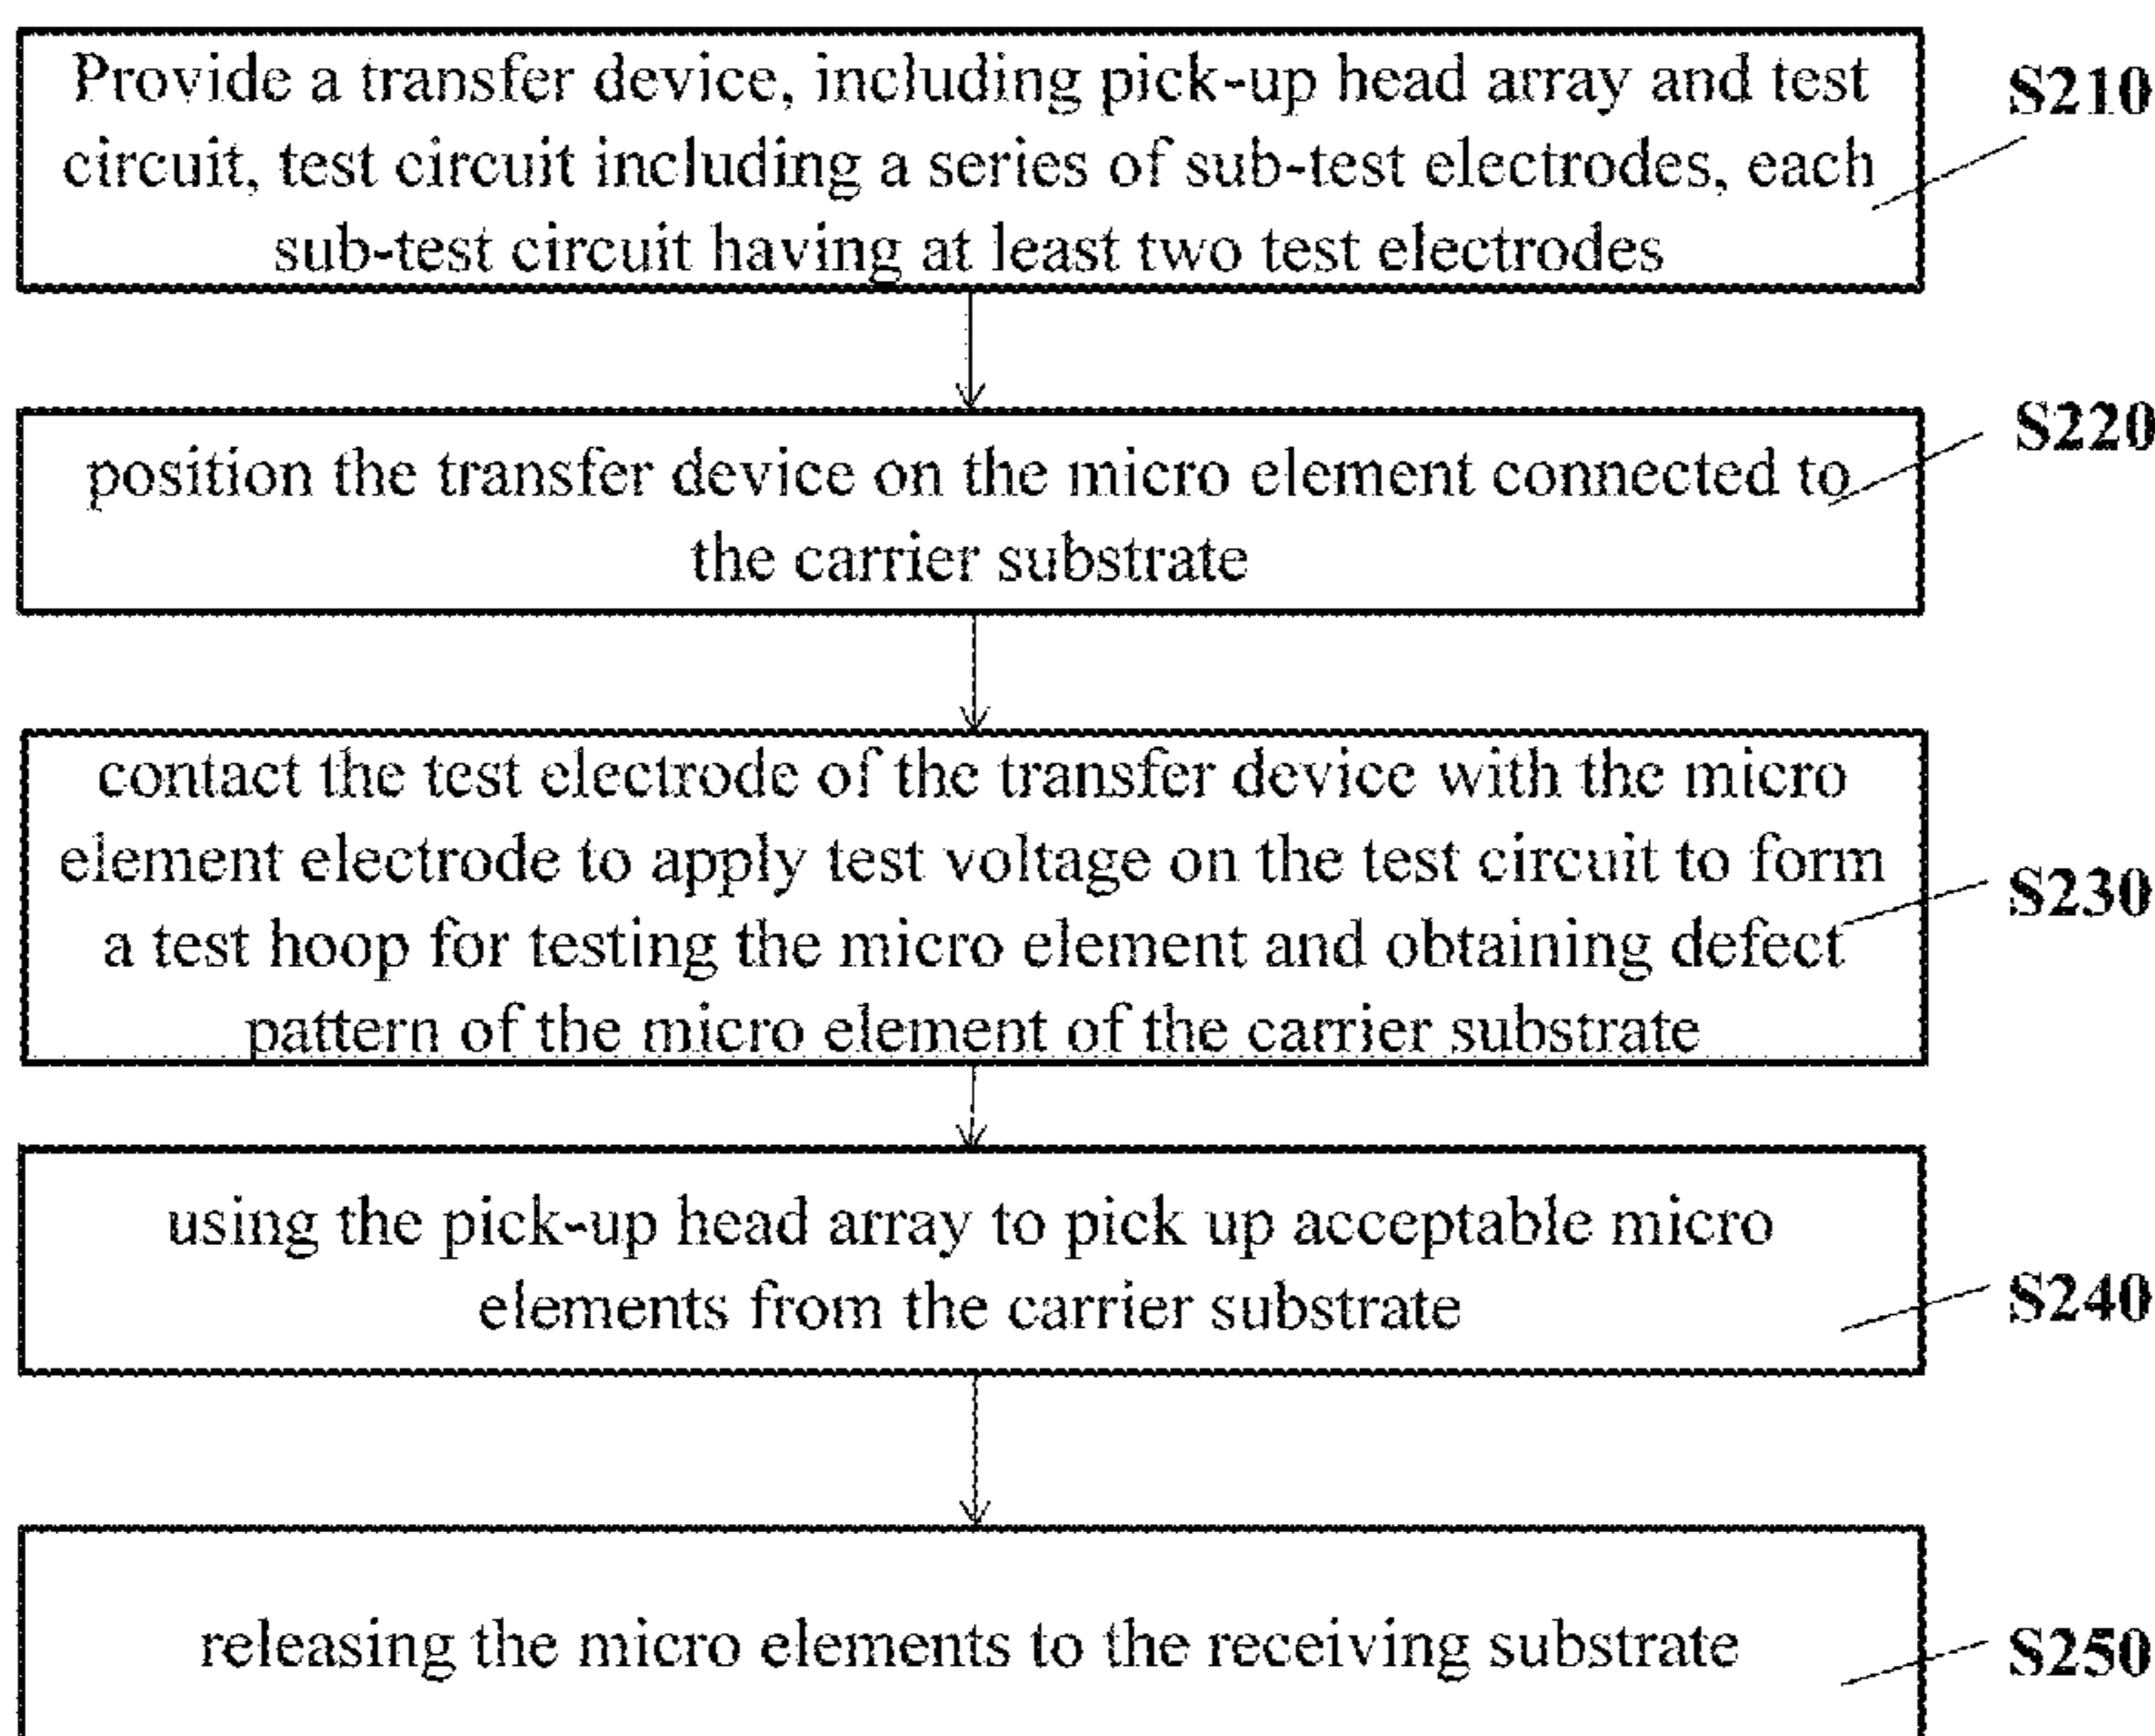 Provide a transfer device, including pick-up head array and test
circuit, test circuit including a series of sub-test electrodes, each
sub-test circuit having at least two test electrodes
S210
position the transfer device on the micro element connected to
the carrier substrate
S220
contact the test electrode of the transfer device with the micro
element electrode to apply test voltage on the test circuit to form
a test hoop for testing the micro element and obtaining defect
pattern of the micro element of the carrier substrate
S230
using the pick-up head array to pick up acceptable micro
elements from the carrier substrate
S240
releasing the micro elements to the receiving substrate
S250